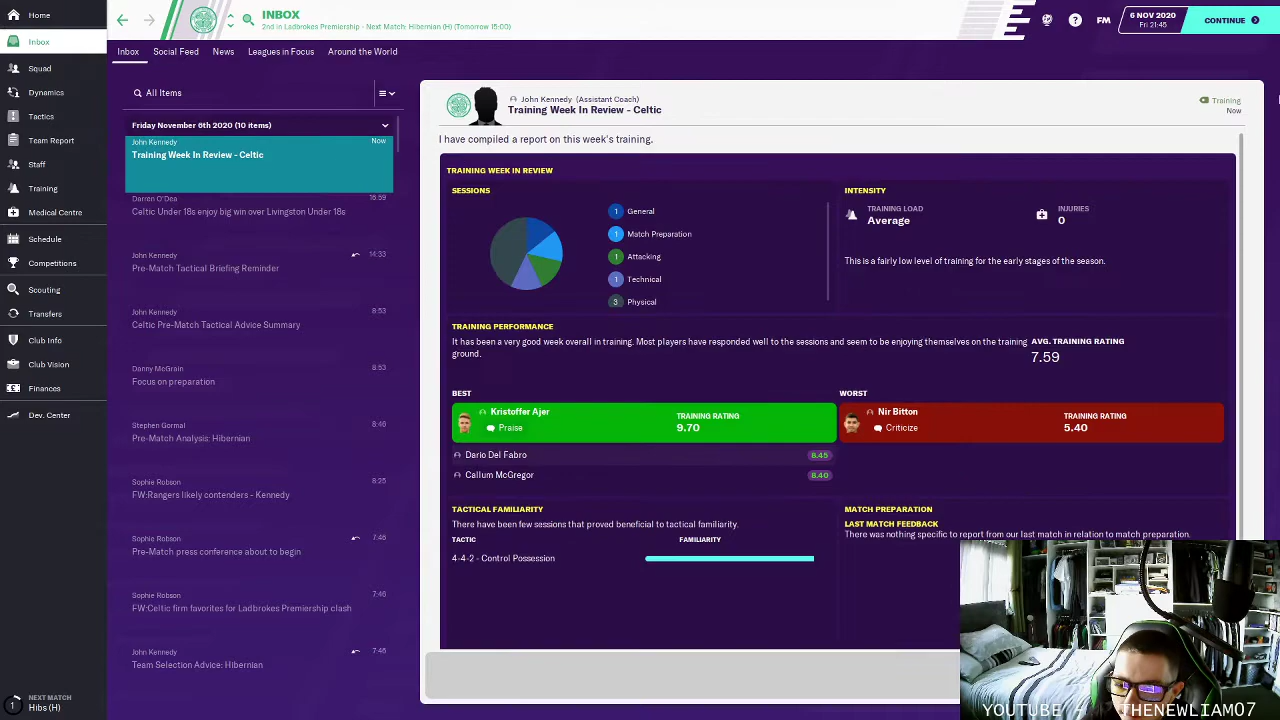 Home
Inbox
Squad
Dynamics
Tactics
Team Report
Staff
Training
Medical Centre
Schedule
Competitions
Scouting
Transfers
Club Info
Club Vision
Finances
Dev. Center
1
NEXT MATCH
Hibs (H)
INBOX
2nd in Ladbrokes Premiership - Next Match: Hibernian (H) (Tomorrow 15:00)
FM
6 NOV 2020
Fri 21:45
CONTINUE
Inbox Social Feed News Leagues in Focus Around the World
All Items
Friday November 6th 2020 (10 items)
John Kennedy Now
Training Week In Review - Celtic
Darren O'Dea 16:59
Celtic Under 18s enjoy big win over Livingston Under 18s
John Kennedy 14:33
Pre-Match Tactical Briefing Reminder
John Kennedy 8:53
Celtic Pre-Match Tactical Advice Summary
Danny McGrain 8:53
Focus on preparation
Stephen Gormal 8:46
Pre-Match Analysis: Hibernian
Sophie Robson 8:25
FW:Rangers likely contenders - Kennedy
Sophie Robson 7:46
Pre-Match press conference about to begin
Sophie Robson 7:46
FW:Celtic firm favorites for Ladbrokes Premiership clash
John Kennedy 7:46
Team Selection Advice: Hibernian
John Kennedy (Assistant Coach)
Training Week In Review - Celtic
Training
Now
I have compiled a report on this week's training.
TRAINING WEEK IN REVIEW
SESSIONS
1 General
1 Match Preparation
1 Attacking
1 Technical
3 Physical
INTENSITY
TRAINING LOAD
Average
INJURIES
0
This is a fairly low level of training for the early stages of the season.
TRAINING PERFORMANCE
It has been a very good week overall in training. Most players have responded well to the sessions and seem to be enjoying themselves on the training
ground.
AVG. TRAINING RATING
7.59
BEST
Kristoffer Ajer
Praise
TRAINING RATING
9.70
Dario Del Fabro 8.45
Callum McGregor 8.40
WORST
Nir Bitton
Criticize
TRAINING RATING
5.40
TACTICAL FAMILIARITY
There have been few sessions that proved beneficial to tactical familiarity.
TACTIC FAMILIARITY
4-4-2 - Control Possession
MATCH PREPARATION
LAST MATCH FEEDBACK
There was nothing specific to report from our last match in relation to match preparation.
YOUTUBE - THENEWLIAM07